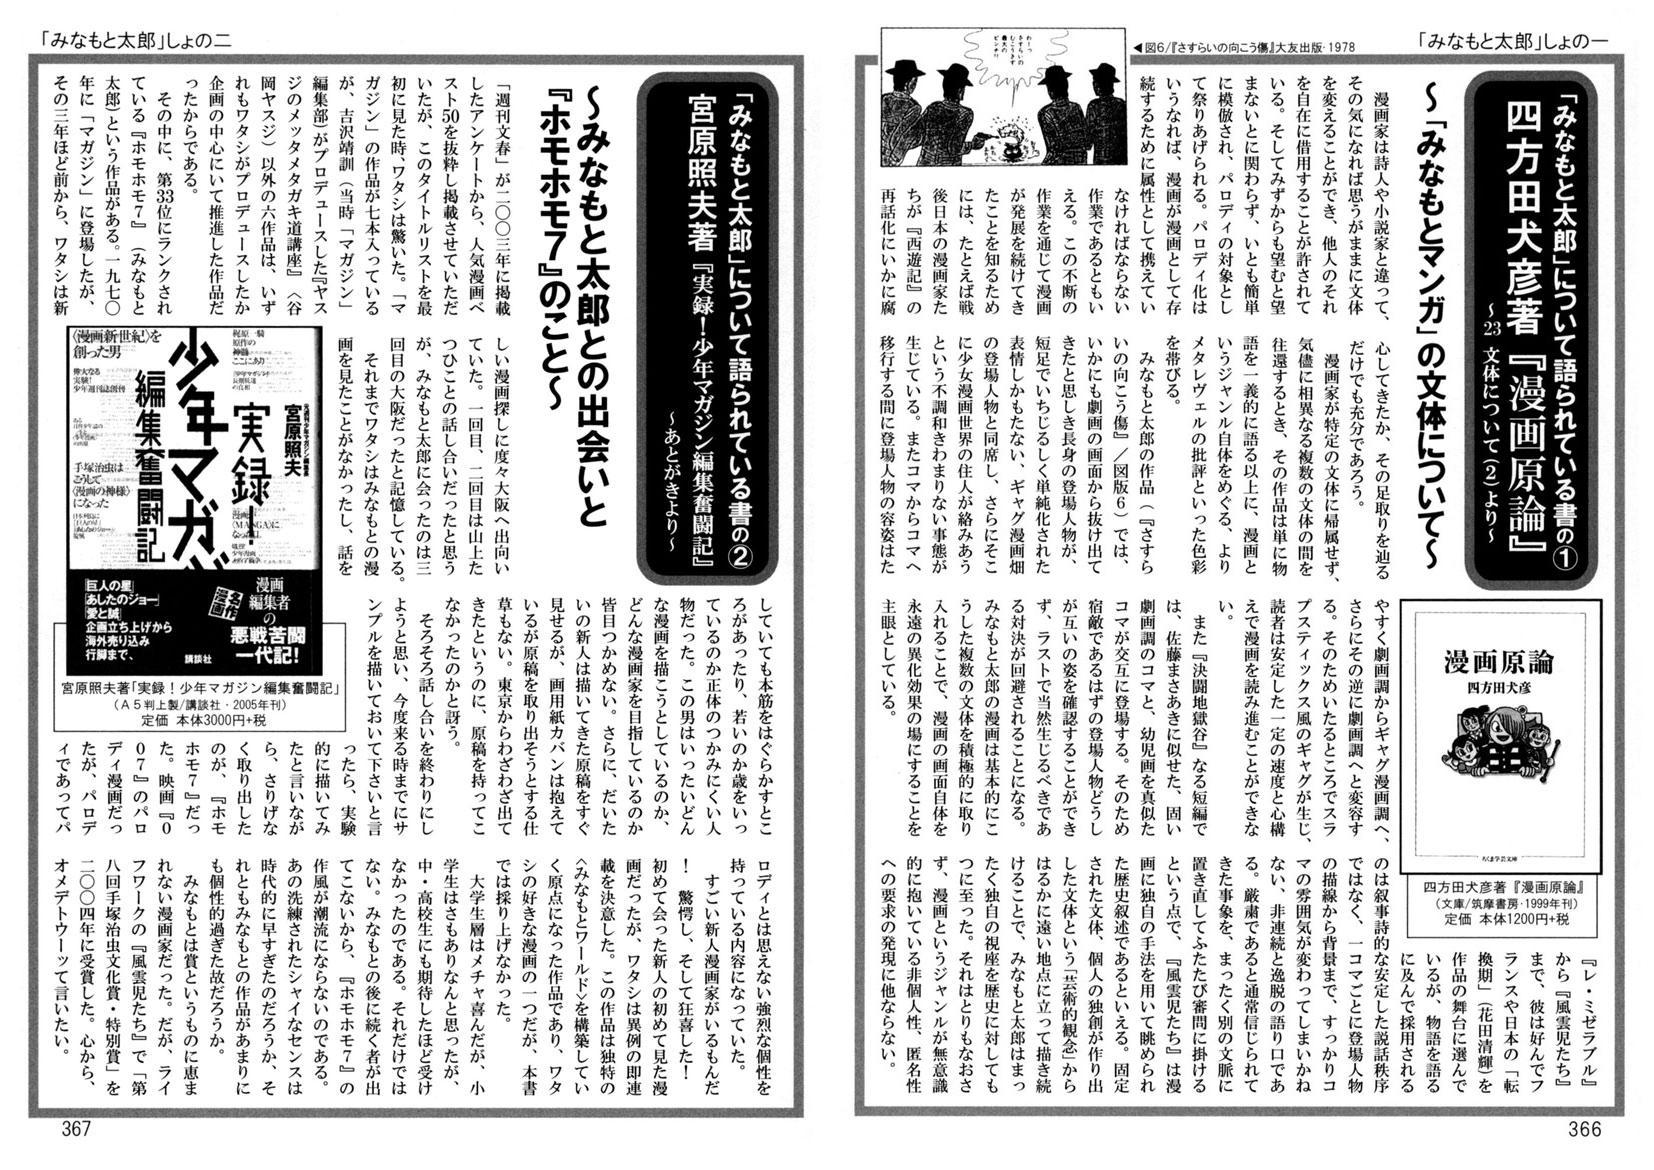 「みなもと太郎」しょの一
◀図6/『さすらいの向こう傷』大友出版・1978
わーっ
さすらいの
むこうきず
最大の
ピンチ!!
「みなもと太郎」について語られている書の①
四方田犬彦著『漫画原論』
〜23 文体について(2)より〜
〜「みなもとマンガ」の文体について〜
漫画家は詩人や小説家と違って、
その気になれば思うがままに文体
を変えることができ、他人のそれ
を自在に借用することが許されて
いる。そしてみずからも望むと望
まないとに関わらず、いとも簡単
に模倣され、パロディの対象とし
て祭りあげられる。パロディ化は
いうなれば、漫画が漫画として存
続するために属性として携えてい
なければならない
作業であるともい
える。この不断の
作業を通じて漫画
が発展を続けてき
たことを知るため
には、たとえば戦
後日本の漫画家た
ちが『西遊記』の
再話化にいかに腐
心してきたか、その足取りを辿る
だけでも充分であろう。
漫画家が特定の文体に帰属せず、
気儘に相異なる複数の文体の間を
往還するとき、その作品は単に物
語を一義的に語る以上に、漫画と
いうジャンル自体をめぐる、より
メタレヴェルの批評といった色彩
を帯びる。
みなもと太郎の作品(『さすら
いの向こう傷』/図版6)では、
いかにも劇画の画面から抜け出て
きたと思しき長身の登場人物が、
短足でいちじるしく単純化された
表情しかもたない、ギャグ漫画畑
の登場人物と同席し、さらにそこ
に少女漫画世界の住人が絡みあう
という不調和きわまりない事態が
生じている。またコマからコマへ
移行する間に登場人物の容姿はた
やすく劇画調からギャグ漫画調へ、
さらにその逆に劇画調へと変容す
る。そのためいたるところでスラ
プスティックス風のギャグが生じ、
読者は安定した一定の速度と心構
えで漫画を読み進むことができな
い。
また『決闘地獄谷』なる短編で
は、佐藤まさあきに似せた、固い
劇画調のコマと、幼児画を真似た
コマが交互に登場する。そのため
宿敵であるはずの登場人物どうし
が互いの姿を確認することができ
ず、ラストで当然生じるべきであ
る対決が回避されることになる。
みなもと太郎の漫画は基本的にこ
うした複数の文体を積極的に取り
入れることで、漫画の画面自体を
永遠の異化効果の場にすることを
主眼としている。
漫画原論
四方田犬彦
ちくま学芸文庫
四方田犬彦著『漫画原論』
(文庫/筑摩書房・1999年刊)
定価 本体1200円+税
『レ・ミゼラブル』
から『風雲児たち』
まで、彼は好んでフ
ランスや日本の「転
換期」(花田清輝)を
作品の舞台に選んで
いるが、物語を語る
に及んで採用される
のは叙事詩的な安定した説話秩序
ではなく、一コマごとに登場人物
の描線から背景まで、すっかりコ
マの雰囲気が変わってしまいかね
ない、非連続と逸脱の語り口であ
る。厳粛であると通常信じられて
きた事象を、まったく別の文脈に
置き直してふたたび審問に掛ける
という点で、『風雲児たち』は漫
画に独自の手法を用いて眺められ
た歴史叙述であるといえる。固定
された文体、個人の独創が作り出
した文体という「芸術的観念」から
はるかに遠い地点に立って描き続
けることで、みなもと太郎はまっ
たく独自の視座を歴史に対しても
つに至った。それはとりもなおさ
ず、漫画というジャンルが無意識
的に抱いている非個人性、匿名性
への要求の発現に他ならない。
366
「みなもと太郎」しょの二
「みなもと太郎」について語られている書の②
宮原照夫著『実録!少年マガジン編集奮闘記』
〜あとがきより〜
〜みなもと太郎との出会いと
『ホモホモ7』のこと〜
「週刊文春」が二〇〇三年に掲載
したアンケートから、人気漫画ベ
スト50を抜粋し掲載させていただ
いたが、このタイトルリストを最
初に見た時、ワタシは驚いた。「マ
ガジン」の作品が七本入っている
が、吉沢靖訓(当時「マガジン」
編集部)がプロデュースした『ヤス
ジのメッタメタガキ道講座』〈谷
岡ヤスジ〉以外の六作品は、いず
れもワタシがプロデュースしたか
企画の中心にいて推進した作品だ
ったからである。
その中に、第33位にランクされ
ている『ホモホモ7』(みなもと
太郎)という作品がある。一九七〇
年に「マガジン」に登場したが、
その三年ほど前から、ワタシは新
しい漫画探しに度々大阪へ出向い
ていた。一回目、二回目は山上た
つひことの話し合いだったと思う
が、みなもと太郎に会ったのは三
回目の大阪だったと記憶している。
それまでワタシはみなもとの漫
画を見たことがなかったし、話を
していても本筋をはぐらかすとこ
ろがあったり、若いのか歳をいっ
ているのか正体のつかみにくい人
物だった。この男はいったいどん
な漫画を描こうとしているのか、
どんな漫画家を目指しているのか
皆目つかめない。さらに、だいた
いの新人は描いてきた原稿をすぐ
見せるが、画用紙カバンは抱えて
いるが原稿を取り出そうとする仕
草もない。東京からわざわざ出て
きたというのに、原稿を持ってこ
なかったのかと訝る。
そろそろ話し合いを終わりにし
ようと思い、今度来る時までにサ
ンプルを描いておいて下さいと言
ったら、実験
的に描いてみ
たと言いなが
ら、さりげな
く取り出した
のが、『ホモ
ホモ7』だっ
た。映画『0
07』のパロ
ディ漫画だっ
たが、パロデ
ィであってパ
ロディとは思えない強烈な個性を
持っている内容になっていた。
すごい新人漫画家がいるもんだ
! 驚愕し、そして狂喜した!
初めて会った新人の初めて見た漫
画だったが、ワタシは異例の即連
載を決意した。この作品は独特の
〈みなもとワールド〉を構築してい
く原点になった作品であり、ワタ
シの好きな漫画の一つだが、本書
では採り上げなかった。
大学生層はメチャ喜んだが、小
学生はさもありなんと思ったが、
中・高校生にも期待したほど受け
なかったのである。それだけでは
ない。みなもとの後に続く者が出
てこないから、『ホモホモ7』の
作風が潮流にならないのである。
あの洗練されたシャイなセンスは
時代的に早すぎたのだろうか、そ
れともみなもとの作品があまりに
も個性的過ぎた故だろうか。
みなもとは賞というものに恵ま
れない漫画家だった。だが、ライ
フワークの『風雲児たち』で「第
八回手塚治虫文化賞・特別賞」を
二〇〇四年に受賞した。心から、
オメデトウーッて言いたい。
〈漫画新世紀〉を
創った男
実録!
少年マガジン
編集奮闘記
宮原照夫
梶原一騎
原作の
神髄
ここにあり
手塚治虫は
こうして
〈漫画の神様〉
になった
漫画
編集者
の
悪戦苦闘
一代記!
名作
漫画
『巨人の星』
『あしたのジョー』
『愛と誠』
企画立ち上げから
海外売り込み
行脚まで、
講談社
宮原照夫著「実録!少年マガジン編集奮闘記」
(A5判上製/講談社・2005年刊)
定価 本体3000円+税
367